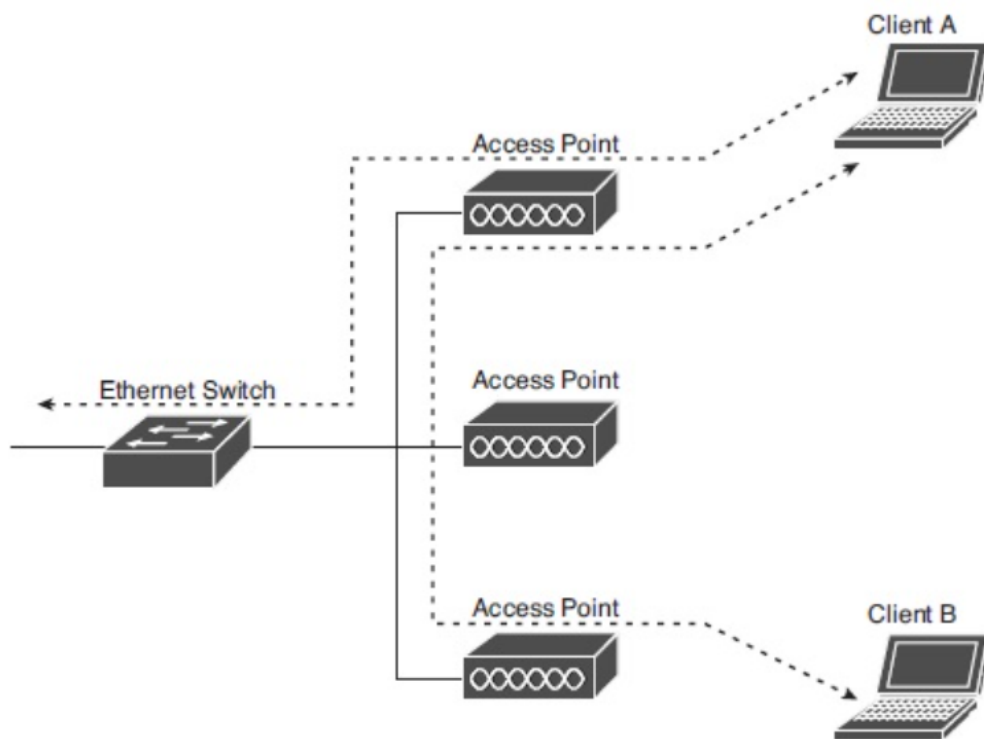 Client A
Access Point
Ethernet Switch
Access Point
Access Point
Client B